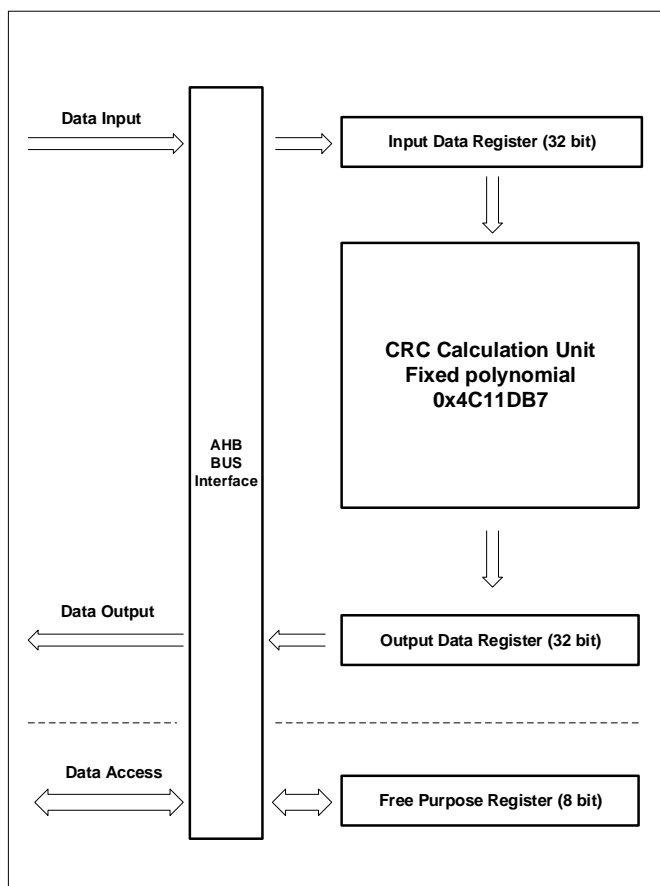 Data Input
Input Data Register (32 bit)
CRC Calculation Unit
Fixed polynomial
0x4C11DB7
AHB
BUS
Interface
Data Output
Output Data Register (32 bit)
Data Access
Free Purpose Register (8 bit)